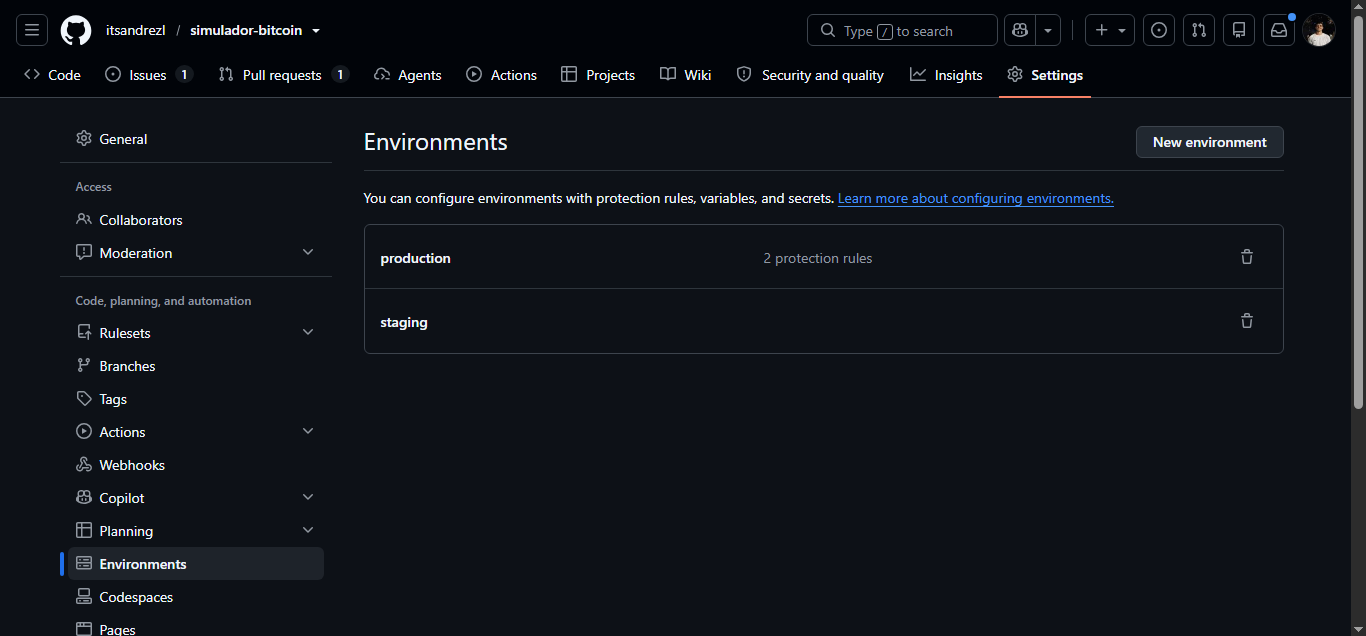 itsandrezl / simulador-bitcoin
Type / to search
Code
Issues 1
Pull requests 1
Agents
Actions
Projects
Wiki
Security and quality
Insights
Settings
General
Access
Collaborators
Moderation
Code, planning, and automation
Rulesets
Branches
Tags
Actions
Webhooks
Copilot
Planning
Environments
Codespaces
Pages
Environments
New environment
You can configure environments with protection rules, variables, and secrets. Learn more about configuring environments.
production 2 protection rules
staging